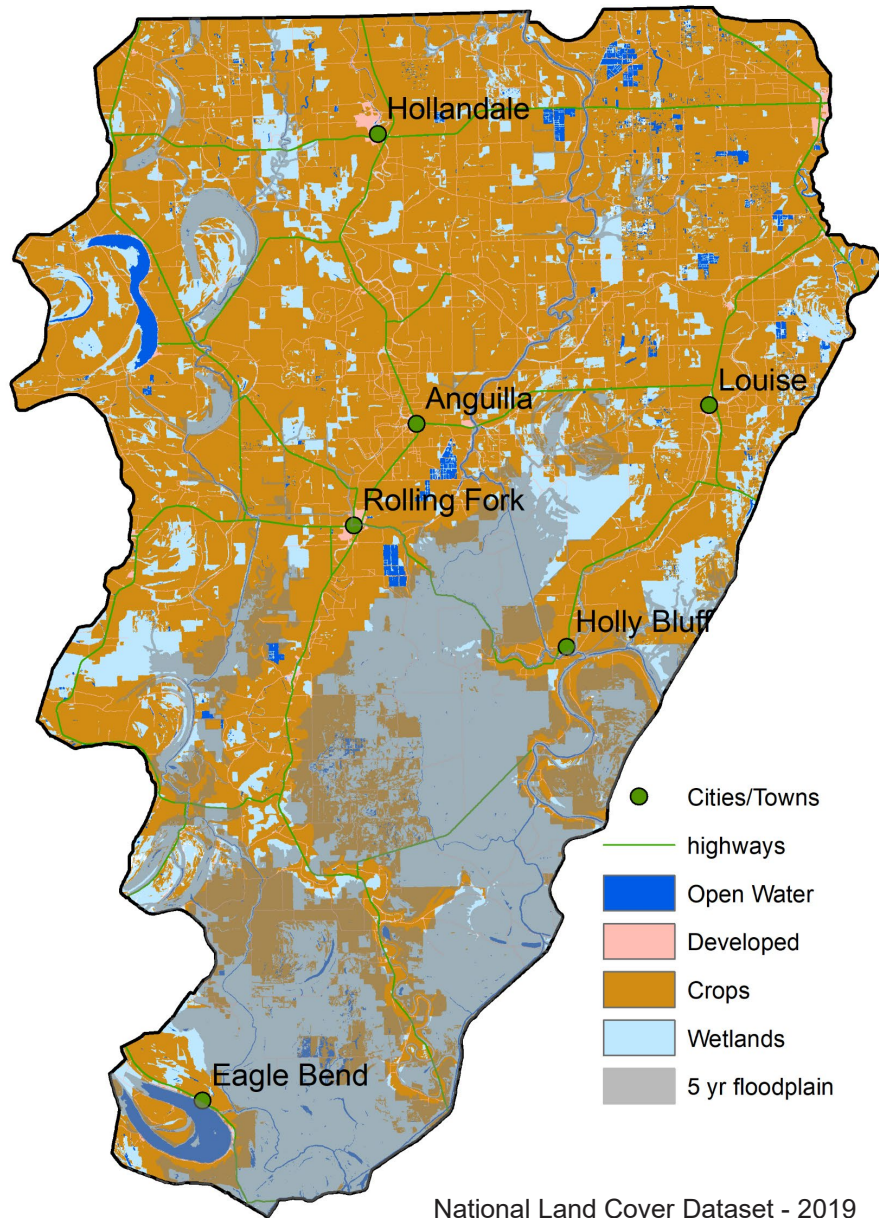 Hollandale
Louise
Anguilla
Rolling Fork
Holly Bluff
Cities/Towns
highways
Open Water
Developed
Crops
Wetlands
5 yr floodplain
Eagle Bend
National Land Cover Dataset - 2019